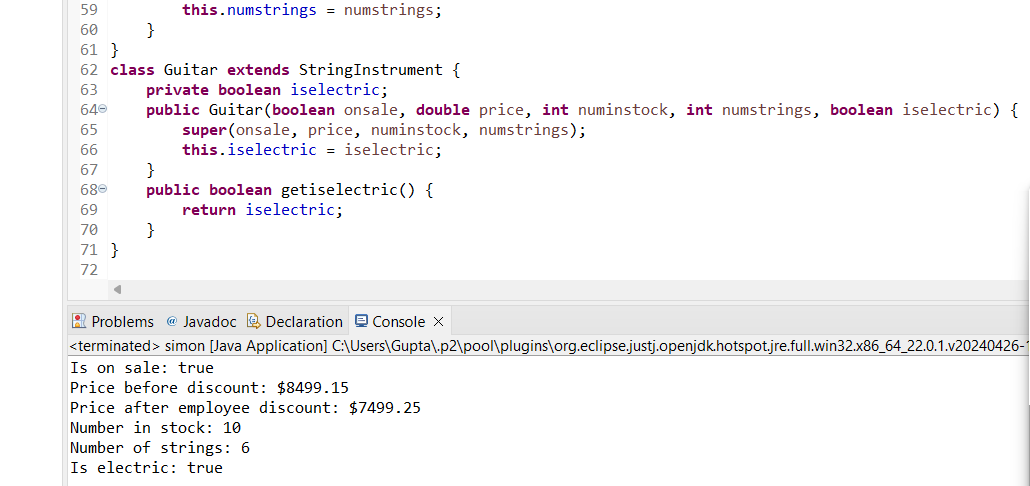 59         this.numstrings = numstrings;
60     }
61 }
62 class Guitar extends StringInstrument {
63     private boolean iselectric;
64     public Guitar(boolean onsale, double price, int numinstock, int numstrings, boolean iselectric) {
65         super(onsale, price, numinstock, numstrings);
66         this.iselectric = iselectric;
67     }
68     public boolean getiselectric() {
69         return iselectric;
70     }
71 }
72
Problems @ Javadoc Declaration Console
<terminated> simon [Java Application] C:\Users\Gupta\.p2\pool\plugins\org.eclipse.justj.openjdk.hotspot.jre.full.win32.x86_64_22.0.1.v20240426-1
Is on sale: true
Price before discount: $8499.15
Price after employee discount: $7499.25
Number in stock: 10
Number of strings: 6
Is electric: true